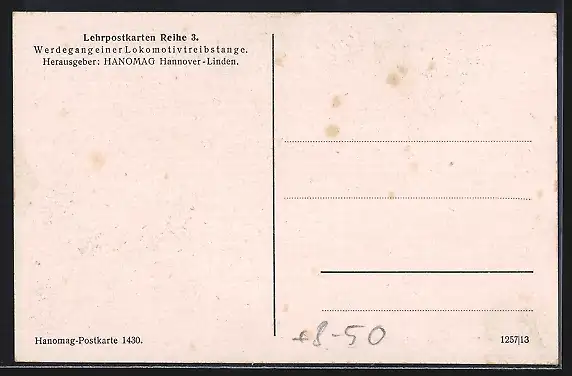 Lehrpostkarten Reihe 3.
Werdegang einer Lokomotivtreibstange.
Herausgeber: HANOMAG Hannover-Linden.
Hanomag-Postkarte 1430.
8-50
1257|13